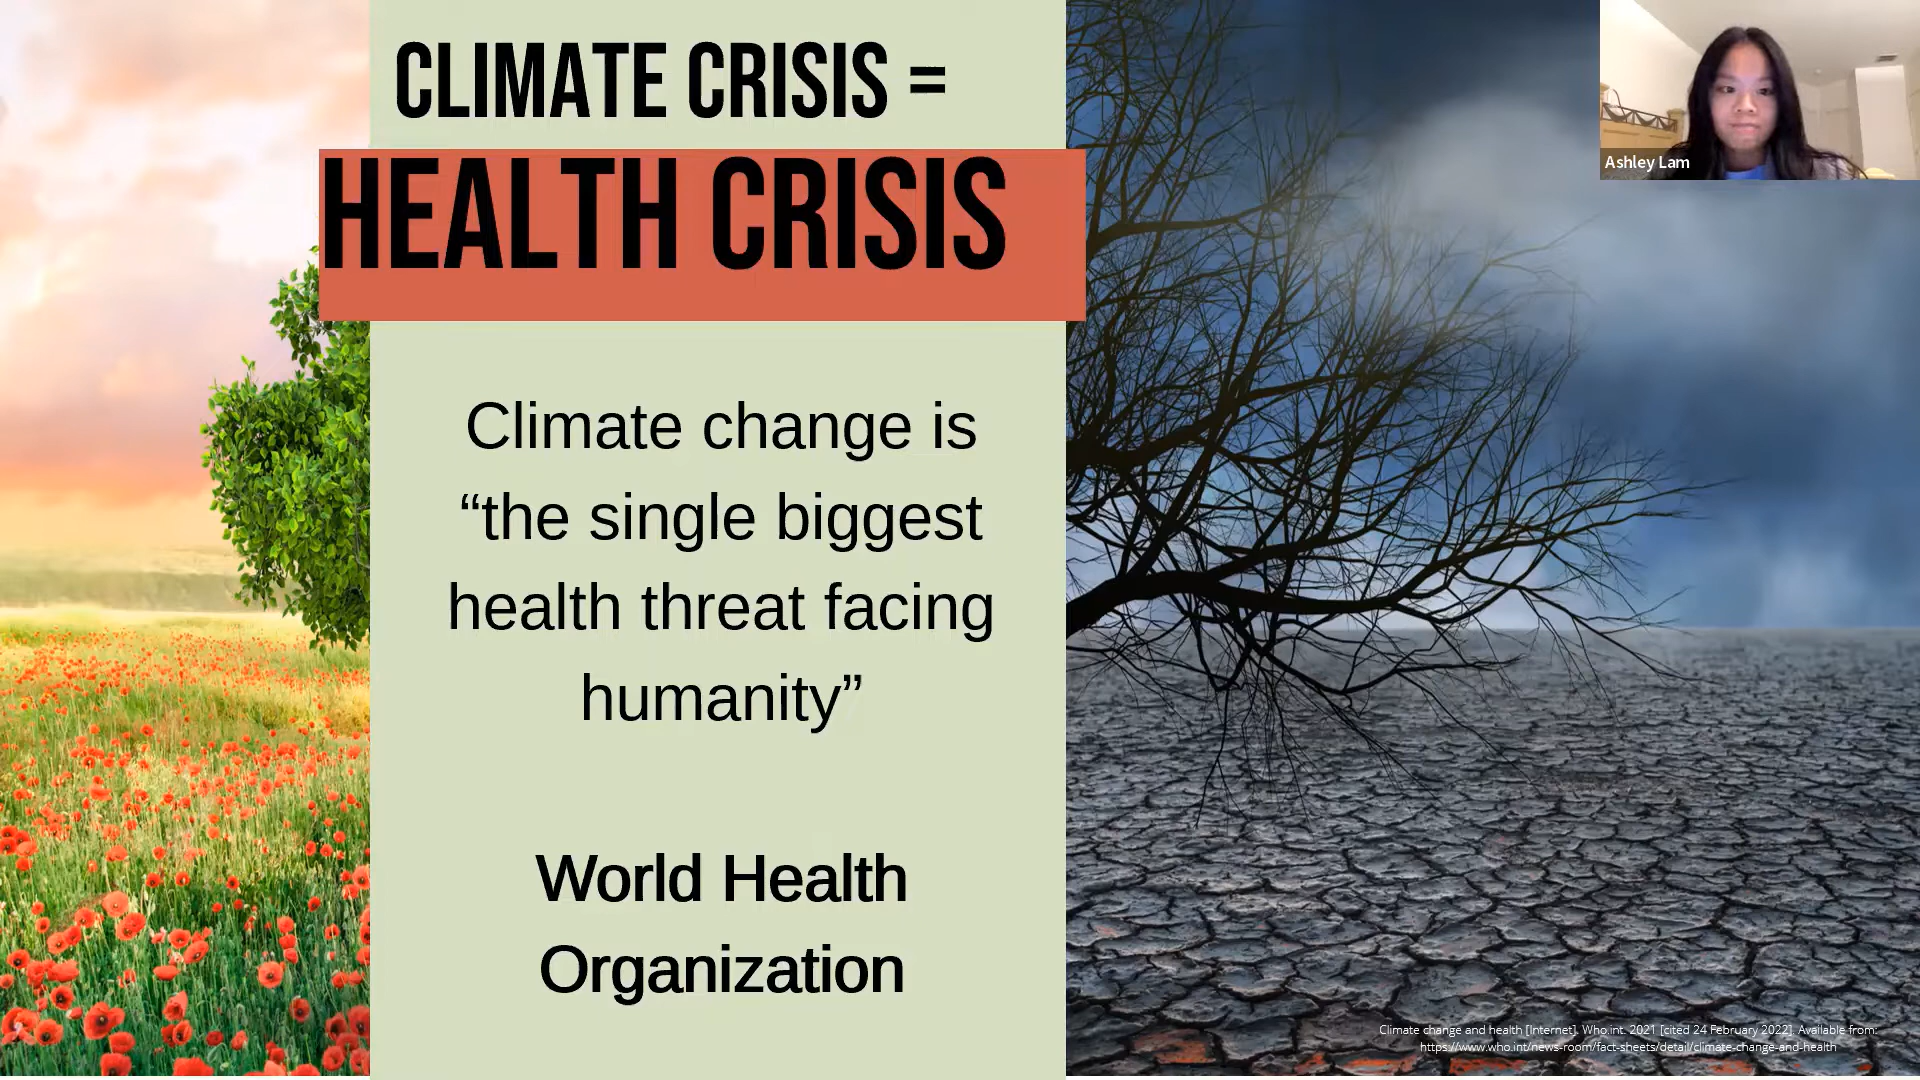 CLIMATE CRISIS =
HEALTH CRISIS
Climate change is
“the single biggest
health threat facing
humanity”
World Health
Organization
Ashley Lam
Climate change and health [Internet]. Who.int. 2021 [cited 24 February 2022]. Available from:
https://www.who.int/news-room/fact-sheets/detail/climate-change-and-health